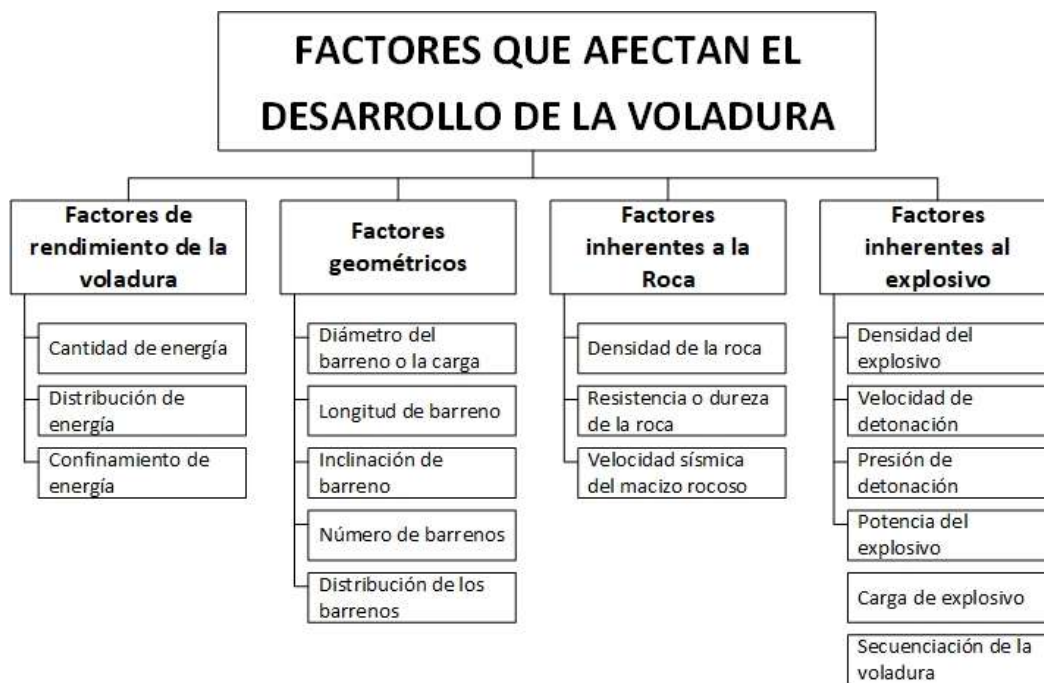 FACTORES QUE AFECTAN EL
DESARROLLO DE LA VOLADURA
Factores de
rendimiento de la
voladura
Cantidad de energía
Distribución de
energía
Confinamiento de
energía
Factores
geométricos
Diámetro del
barreno o la carga
Longitud de barreno
Inclinación de
barreno
Número de barrenos
Distribución de los
barrenos
Factores
inherentes a la
Roca
Densidad de la roca
Resistencia o dureza
de la roca
Velocidad sísmica
del macizo rocoso
Factores
inherentes al
explosivo
Densidad del
explosivo
Velocidad de
detonación
Presión de
detonación
Potencia del
explosivo
Carga de explosivo
Secuenciación de la
voladura